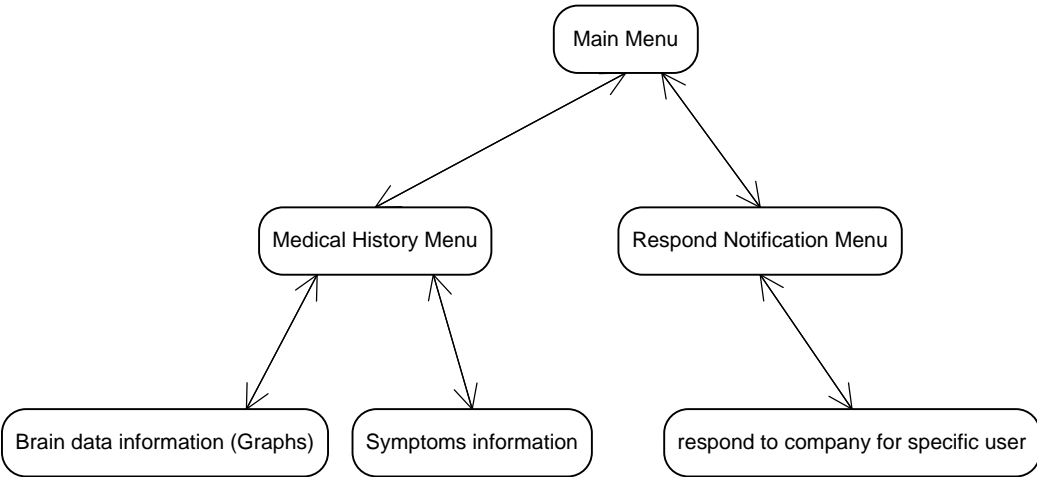 Main Menu
Medical History Menu
Respond Notification Menu
Brain data information (Graphs)
Symptoms information
respond to company for specific user